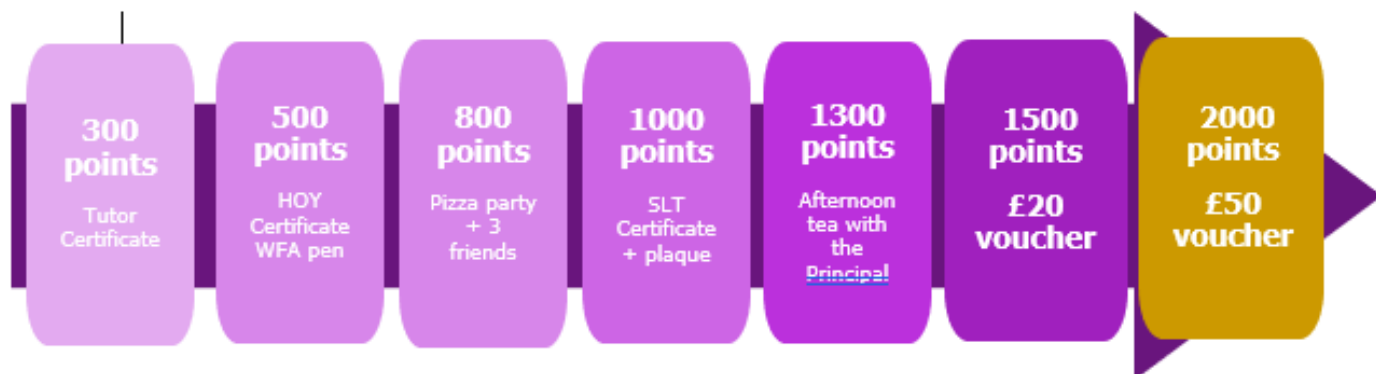 300
points
Tutor
Certificate
500
points
HOY
Certificate
WFA pen
800
points
Pizza party
+ 3
friends
1000
points
SLT
Certificate
+ plaque
1300
points
Afternoon
tea with
the
Principal
1500
points
£20
voucher
2000
points
£50
voucher